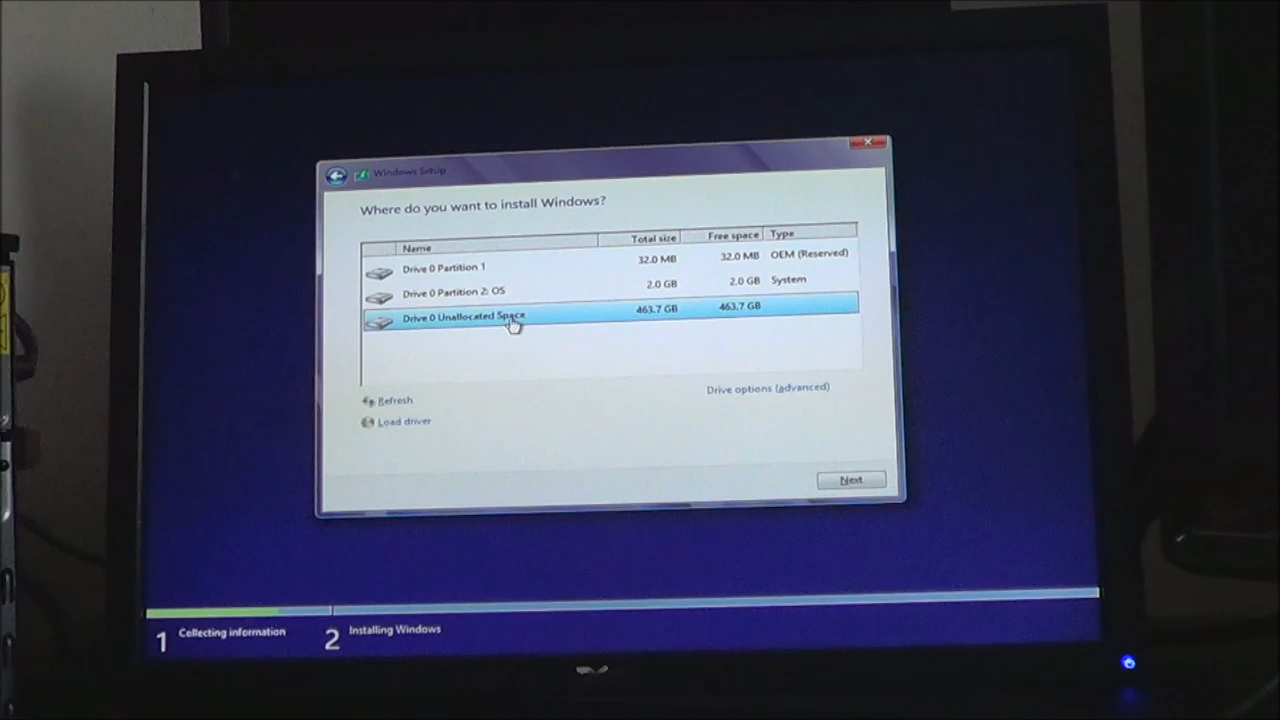 Windows Setup
Where do you want to install Windows?
Name Total size Free space Type
Drive 0 Partition 1 32.0 MB 32.0 MB OEM (Reserved)
Drive 0 Partition 2: OS 2.0 GB 2.0 GB System
Drive 0 Unallocated Space 463.7 GB 463.7 GB
Refresh Drive options (advanced)
Load driver
Next
1 Collecting information 2 Installing Windows